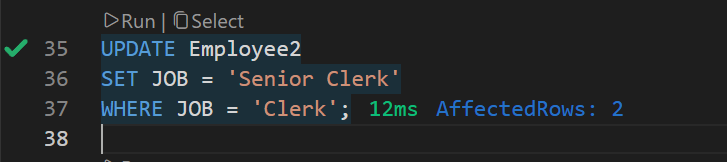 Run | Select
35 UPDATE Employee2
36 SET JOB = 'Senior Clerk'
37 WHERE JOB = 'Clerk'; 12ms AffectedRows: 2
38